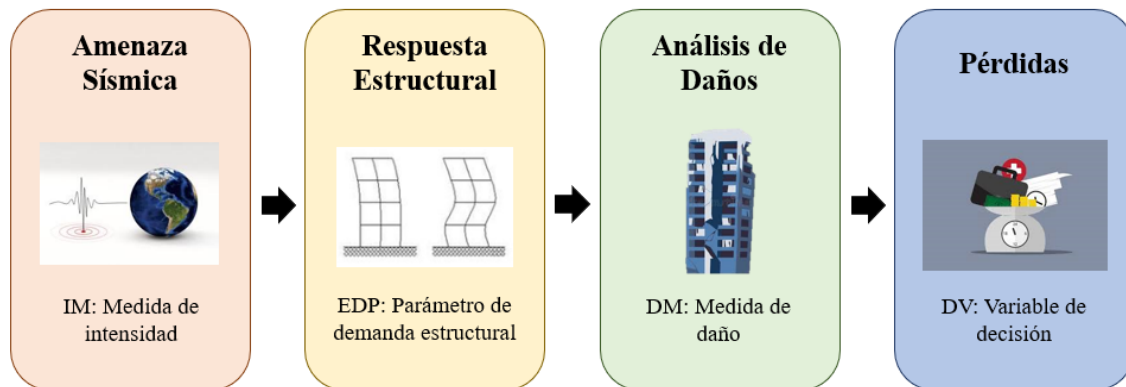 Amenaza
Sísmica
IM: Medida de
intensidad
Respuesta
Estructural
EDP: Parámetro de
demanda estructural
Análisis de
Daños
DM: Medida de
daño
Pérdidas
DV: Variable de
decisión